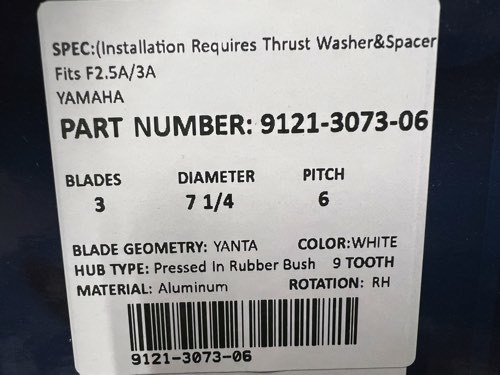 SPEC:(Installation Requires Thrust Washer&Spacer
Fits F2.5A/3A
YAMAHA
PART NUMBER: 9121-3073-06
BLADES DIAMETER PITCH
3 7 1/4 6
BLADE GEOMETRY: YANTA COLOR:WHITE
HUB TYPE: Pressed In Rubber Bush 9 TOOTH
MATERIAL: Aluminum ROTATION: RH
9121-3073-06